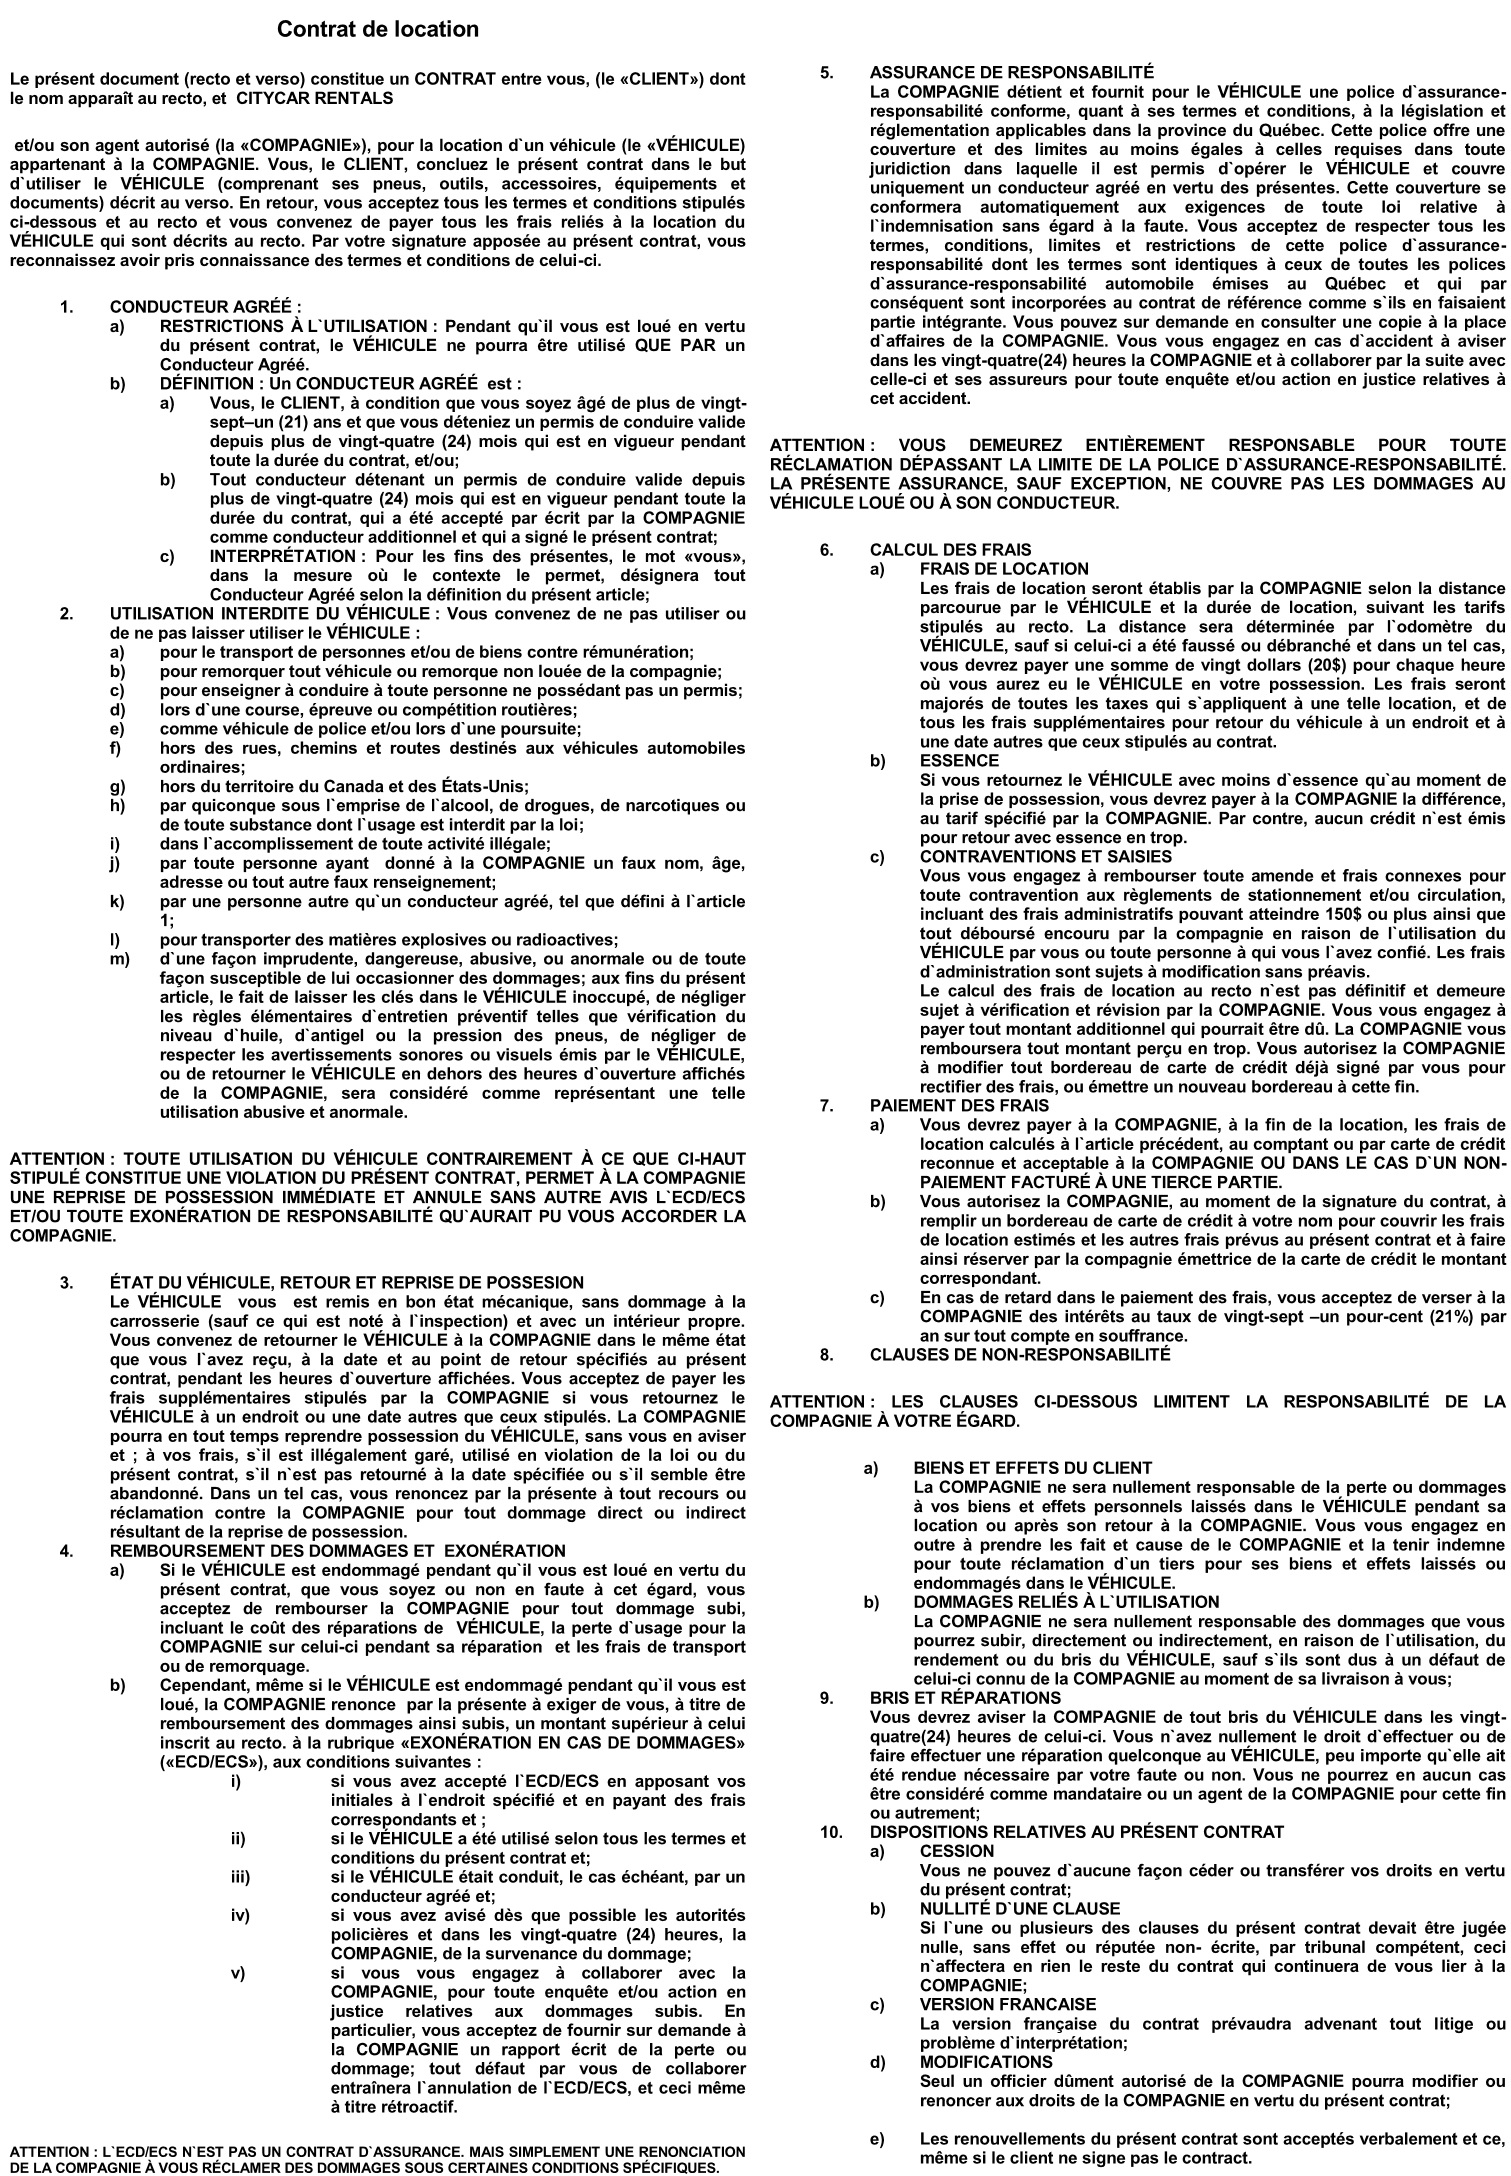 Contrat de location
Le présent document (recto et verso) constitue un CONTRAT entre vous, (le «CLIENT») dont
le nom apparaît au recto, et CITYCAR RENTALS
et/ou son agent autorisé (la «COMPAGNIE»), pour la location d`un véhicule (le «VÉHICULE)
appartenant à la COMPAGNIE. Vous, le CLIENT, concluez le présent contrat dans le but
d`utiliser le VÉHICULE (comprenant ses pneus, outils, accessoires, équipements et
documents) décrit au verso. En retour, vous acceptez tous les termes et conditions stipulés
ci-dessous et au recto et vous convenez de payer tous les frais reliés à la location du
VÉHICULE qui sont décrits au recto. Par votre signature apposée au présent contrat, vous
reconnaissez avoir pris connaissance des termes et conditions de celui-ci.
1. CONDUCTEUR AGRÉÉ :
a) RESTRICTIONS À L`UTILISATION : Pendant qu`il vous est loué en vertu
du présent contrat, le VÉHICULE ne pourra être utilisé QUE PAR un
Conducteur Agréé.
b) DÉFINITION : Un CONDUCTEUR AGRÉÉ est :
a) Vous, le CLIENT, à condition que vous soyez âgé de plus de vingt-
sept–un (21) ans et que vous déteniez un permis de conduire valide
depuis plus de vingt-quatre (24) mois qui est en vigueur pendant
toute la durée du contrat, et/ou;
b) Tout conducteur détenant un permis de conduire valide depuis
plus de vingt-quatre (24) mois qui est en vigueur pendant toute la
durée du contrat, qui a été accepté par écrit par la COMPAGNIE
comme conducteur additionnel et qui a signé le présent contrat;
c) INTERPRÉTATION : Pour les fins des présentes, le mot «vous»,
dans la mesure où le contexte le permet, désignera tout
Conducteur Agréé selon la définition du présent article;
2. UTILISATION INTERDITE DU VÉHICULE : Vous convenez de ne pas utiliser ou
de ne pas laisser utiliser le VÉHICULE :
a) pour le transport de personnes et/ou de biens contre rémunération;
b) pour remorquer tout véhicule ou remorque non louée de la compagnie;
c) pour enseigner à conduire à toute personne ne possédant pas un permis;
d) lors d`une course, épreuve ou compétition routières;
e) comme véhicule de police et/ou lors d`une poursuite;
f) hors des rues, chemins et routes destinés aux véhicules automobiles
ordinaires;
g) hors du territoire du Canada et des États-Unis;
h) par quiconque sous l`emprise de l`alcool, de drogues, de narcotiques ou
de toute substance dont l`usage est interdit par la loi;
i) dans l`accomplissement de toute activité illégale;
j) par toute personne ayant donné à la COMPAGNIE un faux nom, âge,
adresse ou tout autre faux renseignement;
k) par une personne autre qu`un conducteur agréé, tel que défini à l`article
1;
l) pour transporter des matières explosives ou radioactives;
m) d`une façon imprudente, dangereuse, abusive, ou anormale ou de toute
façon susceptible de lui occasionner des dommages; aux fins du présent
article, le fait de laisser les clés dans le VÉHICULE inoccupé, de négliger
les règles élémentaires d`entretien préventif telles que vérification du
niveau d`huile, d`antigel ou la pression des pneus, de négliger de
respecter les avertissements sonores ou visuels émis par le VÉHICULE,
ou de retourner le VÉHICULE en dehors des heures d`ouverture affichés
de la COMPAGNIE, sera considéré comme représentant une telle
utilisation abusive et anormale.
ATTENTION : TOUTE UTILISATION DU VÉHICULE CONTRAIREMENT À CE QUE CI-HAUT
STIPULÉ CONSTITUE UNE VIOLATION DU PRÉSENT CONTRAT, PERMET À LA COMPAGNIE
UNE REPRISE DE POSSESSION IMMÉDIATE ET ANNULE SANS AUTRE AVIS L`ECD/ECS
ET/OU TOUTE EXONÉRATION DE RESPONSABILITÉ QU`AURAIT PU VOUS ACCORDER LA
COMPAGNIE.
3. ÉTAT DU VÉHICULE, RETOUR ET REPRISE DE POSSESION
Le VÉHICULE vous est remis en bon état mécanique, sans dommage à la
carrosserie (sauf ce qui est noté à l`inspection) et avec un intérieur propre.
Vous convenez de retourner le VÉHICULE à la COMPAGNIE dans le même état
que vous l`avez reçu, à la date et au point de retour spécifiés au présent
contrat, pendant les heures d`ouverture affichées. Vous acceptez de payer les
frais supplémentaires stipulés par la COMPAGNIE si vous retournez le
VÉHICULE à un endroit ou une date autres que ceux stipulés. La COMPAGNIE
pourra en tout temps reprendre possession du VÉHICULE, sans vous en aviser
et ; à vos frais, s`il est illégalement garé, utilisé en violation de la loi ou du
présent contrat, s`il n`est pas retourné à la date spécifiée ou s`il semble être
abandonné. Dans un tel cas, vous renoncez par la présente à tout recours ou
réclamation contre la COMPAGNIE pour tout dommage direct ou indirect
résultant de la reprise de possession.
4. REMBOURSEMENT DES DOMMAGES ET EXONÉRATION
a) Si le VÉHICULE est endommagé pendant qu`il vous est loué en vertu du
présent contrat, que vous soyez ou non en faute à cet égard, vous
acceptez de rembourser la COMPAGNIE pour tout dommage subi,
incluant le coût des réparations de VÉHICULE, la perte d`usage pour la
COMPAGNIE sur celui-ci pendant sa réparation et les frais de transport
ou de remorquage.
b) Cependant, même si le VÉHICULE est endommagé pendant qu`il vous est
loué, la COMPAGNIE renonce par la présente à exiger de vous, à titre de
remboursement des dommages ainsi subis, un montant supérieur à celui
inscrit au recto. à la rubrique «EXONÉRATION EN CAS DE DOMMAGES»
(«ECD/ECS»), aux conditions suivantes :
i) si vous avez accepté l`ECD/ECS en apposant vos
initiales à l`endroit spécifié et en payant des frais
correspondants et ;
ii) si le VÉHICULE a été utilisé selon tous les termes et
conditions du présent contrat et;
iii) si le VÉHICULE était conduit, le cas échéant, par un
conducteur agréé et;
iv) si vous avez avisé dès que possible les autorités
policières et dans les vingt-quatre (24) heures, la
COMPAGNIE, de la survenance du dommage;
v) si vous vous engagez à collaborer avec la
COMPAGNIE, pour toute enquête et/ou action en
justice relatives aux dommages subis. En
particulier, vous acceptez de fournir sur demande à
la COMPAGNIE un rapport écrit de la perte ou
dommage; tout défaut par vous de collaborer
entraînera l`annulation de l`ECD/ECS, et ceci même
à titre rétroactif.
ATTENTION : L`ECD/ECS N`EST PAS UN CONTRAT D`ASSURANCE. MAIS SIMPLEMENT UNE RENONCIATION
DE LA COMPAGNIE À VOUS RÉCLAMER DES DOMMAGES SOUS CERTAINES CONDITIONS SPÉCIFIQUES.
5. ASSURANCE DE RESPONSABILITÉ
La COMPAGNIE détient et fournit pour le VÉHICULE une police d`assurance-
responsabilité conforme, quant à ses termes et conditions, à la législation et
réglementation applicables dans la province du Québec. Cette police offre une
couverture et des limites au moins égales à celles requises dans toute
juridiction dans laquelle il est permis d`opérer le VÉHICULE et couvre
uniquement un conducteur agréé en vertu des présentes. Cette couverture se
conformera automatiquement aux exigences de toute loi relative à
l`indemnisation sans égard à la faute. Vous acceptez de respecter tous les
termes, conditions, limites et restrictions de cette police d`assurance-
responsabilité dont les termes sont identiques à ceux de toutes les polices
d`assurance-responsabilité automobile émises au Québec et qui par
conséquent sont incorporées au contrat de référence comme s`ils en faisaient
partie intégrante. Vous pouvez sur demande en consulter une copie à la place
d`affaires de la COMPAGNIE. Vous vous engagez en cas d`accident à aviser
dans les vingt-quatre(24) heures la COMPAGNIE et à collaborer par la suite avec
celle-ci et ses assureurs pour toute enquête et/ou action en justice relatives à
cet accident.
ATTENTION : VOUS DEMEUREZ ENTIÈREMENT RESPONSABLE POUR TOUTE
RÉCLAMATION DÉPASSANT LA LIMITE DE LA POLICE D`ASSURANCE-RESPONSABILITÉ.
LA PRÉSENTE ASSURANCE, SAUF EXCEPTION, NE COUVRE PAS LES DOMMAGES AU
VÉHICULE LOUÉ OU À SON CONDUCTEUR.
6. CALCUL DES FRAIS
a) FRAIS DE LOCATION
Les frais de location seront établis par la COMPAGNIE selon la distance
parcourue par le VÉHICULE et la durée de location, suivant les tarifs
stipulés au recto. La distance sera déterminée par l`odomètre du
VÉHICULE, sauf si celui-ci a été faussé ou débranché et dans un tel cas,
vous devrez payer une somme de vingt dollars (20$) pour chaque heure
où vous aurez eu le VÉHICULE en votre possession. Les frais seront
majorés de toutes les taxes qui s`appliquent à une telle location, et de
tous les frais supplémentaires pour retour du véhicule à un endroit et à
une date autres que ceux stipulés au contrat.
b) ESSENCE
Si vous retournez le VÉHICULE avec moins d`essence qu`au moment de
la prise de possession, vous devrez payer à la COMPAGNIE la différence,
au tarif spécifié par la COMPAGNIE. Par contre, aucun crédit n`est émis
pour retour avec essence en trop.
c) CONTRAVENTIONS ET SAISIES
Vous vous engagez à rembourser toute amende et frais connexes pour
toute contravention aux règlements de stationnement et/ou circulation,
incluant des frais administratifs pouvant atteindre 150$ ou plus ainsi que
tout déboursé encouru par la compagnie en raison de l`utilisation du
VÉHICULE par vous ou toute personne à qui vous l`avez confié. Les frais
d`administration sont sujets à modification sans préavis.
Le calcul des frais de location au recto n`est pas définitif et demeure
sujet à vérification et révision par la COMPAGNIE. Vous vous engagez à
payer tout montant additionnel qui pourrait être dû. La COMPAGNIE vous
remboursera tout montant perçu en trop. Vous autorisez la COMPAGNIE
à modifier tout bordereau de carte de crédit déjà signé par vous pour
rectifier des frais, ou émettre un nouveau bordereau à cette fin.
7. PAIEMENT DES FRAIS
a) Vous devrez payer à la COMPAGNIE, à la fin de la location, les frais de
location calculés à l`article précédent, au comptant ou par carte de crédit
reconnue et acceptable à la COMPAGNIE OU DANS LE CAS D`UN NON-
PAIEMENT FACTURÉ À UNE TIERCE PARTIE.
b) Vous autorisez la COMPAGNIE, au moment de la signature du contrat, à
remplir un bordereau de carte de crédit à votre nom pour couvrir les frais
de location estimés et les autres frais prévus au présent contrat et à faire
ainsi réserver par la compagnie émettrice de la carte de crédit le montant
correspondant.
c) En cas de retard dans le paiement des frais, vous acceptez de verser à la
COMPAGNIE des intérêts au taux de vingt-sept –un pour-cent (21%) par
an sur tout compte en souffrance.
8. CLAUSES DE NON-RESPONSABILITÉ
ATTENTION : LES CLAUSES CI-DESSOUS LIMITENT LA RESPONSABILITÉ DE LA
COMPAGNIE À VOTRE ÉGARD.
a) BIENS ET EFFETS DU CLIENT
La COMPAGNIE ne sera nullement responsable de la perte ou dommages
à vos biens et effets personnels laissés dans le VÉHICULE pendant sa
location ou après son retour à la COMPAGNIE. Vous vous engagez en
outre à prendre les fait et cause de le COMPAGNIE et la tenir indemne
pour toute réclamation d`un tiers pour ses biens et effets laissés ou
endommagés dans le VÉHICULE.
b) DOMMAGES RELIÉS À L`UTILISATION
La COMPAGNIE ne sera nullement responsable des dommages que vous
pourrez subir, directement ou indirectement, en raison de l`utilisation, du
rendement ou du bris du VÉHICULE, sauf s`ils sont dus à un défaut de
celui-ci connu de la COMPAGNIE au moment de sa livraison à vous;
9. BRIS ET RÉPARATIONS
Vous devrez aviser la COMPAGNIE de tout bris du VÉHICULE dans les vingt-
quatre(24) heures de celui-ci. Vous n`avez nullement le droit d`effectuer ou de
faire effectuer une réparation quelconque au VÉHICULE, peu importe qu`elle ait
été rendue nécessaire par votre faute ou non. Vous ne pourrez en aucun cas
être considéré comme mandataire ou un agent de la COMPAGNIE pour cette fin
ou autrement;
10. DISPOSITIONS RELATIVES AU PRÉSENT CONTRAT
a) CESSION
Vous ne pouvez d`aucune façon céder ou transférer vos droits en vertu
du présent contrat;
b) NULLITÉ D`UNE CLAUSE
Si l`une ou plusieurs des clauses du présent contrat devait être jugée
nulle, sans effet ou réputée non- écrite, par tribunal compétent, ceci
n`affectera en rien le reste du contrat qui continuera de vous lier à la
COMPAGNIE;
c) VERSION FRANCAISE
La version française du contrat prévaudra advenant tout litige ou
problème d`interprétation;
d) MODIFICATIONS
Seul un officier dûment autorisé de la COMPAGNIE pourra modifier ou
renoncer aux droits de la COMPAGNIE en vertu du présent contrat;
e) Les renouvellements du présent contrat sont acceptés verbalement et ce,
même si le client ne signe pas le contract.